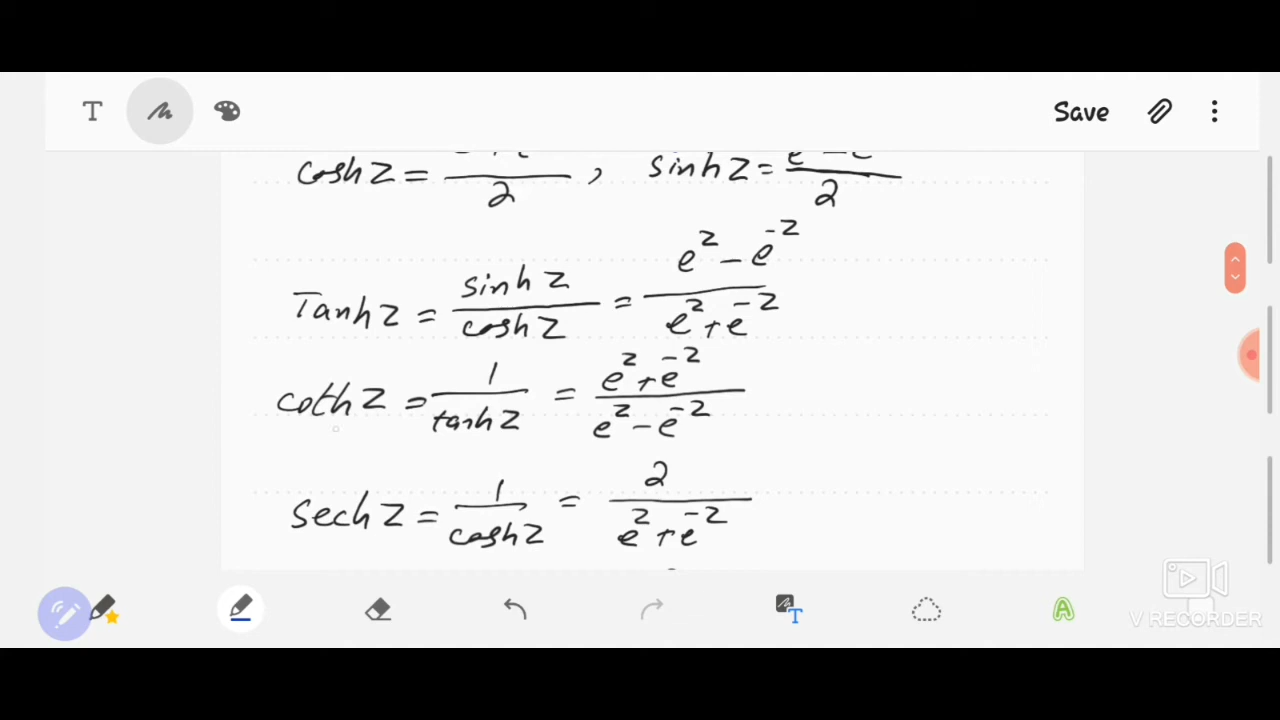 T Save
cosh z = / 2 , sinh z = / 2
Tanh z = sinh z / cosh z = e^z - e^-z / e^z + e^-z
coth z = 1 / tanh z = e^z + e^-z / e^z - e^-z
sech z = 1 / cosh z = 2 / e^z + e^-z
T A
V RECORDER